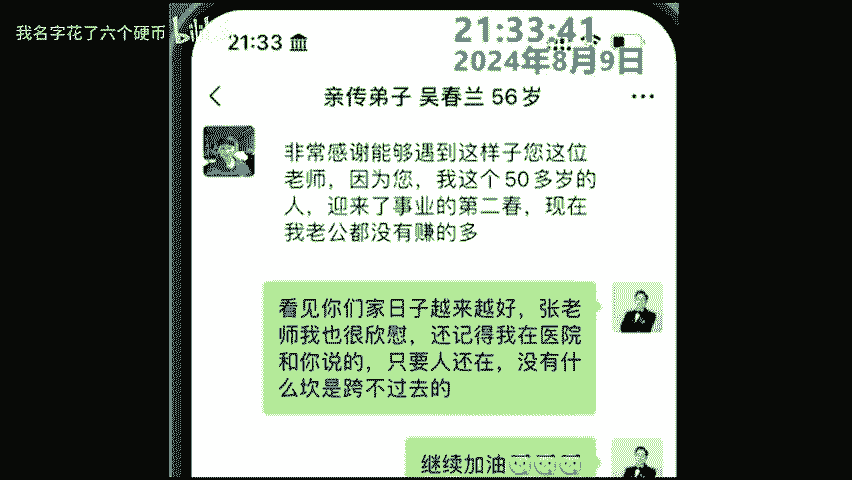 我名字花了六个硬币
bilibili
21:33
21:33:41
2024年8月9日
亲传弟子 吴春兰 56岁
非常感谢能够遇到这样子您这位
老师，因为您，我这个50多岁的
人，迎来了事业的第二春，现在
我老公都没有赚的多
看见你们家日子越来越好，张老
师我也很欣慰，还记得我在医院
和你说的，只要人还在，没有什
么坎是跨不过去的
继续加油